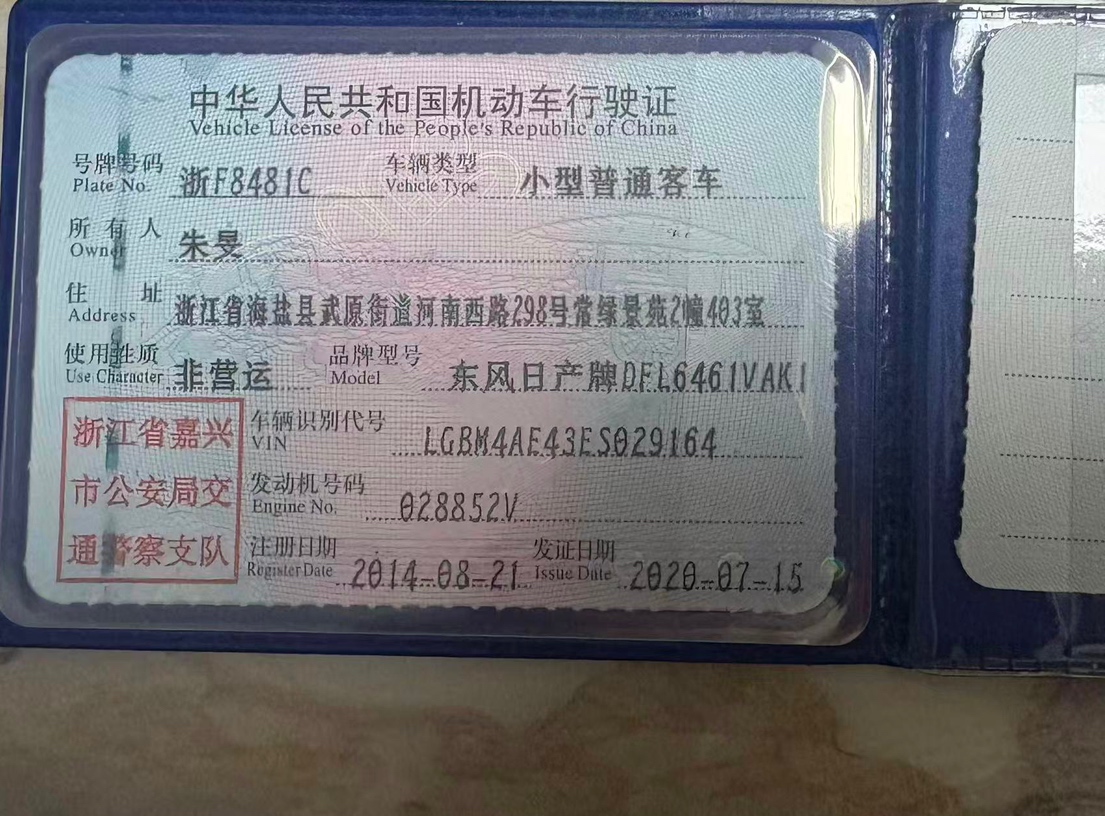 中华人民共和国机动车行驶证
Vehicle License of the People's Republic of China
号牌号码 浙F8481C 车辆类型 小型普通客车
Plate No. Vehicle Type
所有人 朱旻
Owner
住址 浙江省海盐县武原街道河南西路298号常绿景苑2幢403室
Address
使用性质 非营运 品牌型号 东风日产牌DFL6461VAK1
Use Character Model
浙江省嘉兴
市公安局交
通警察支队
车辆识别代号 LGBM4AE43ES029164
VIN
发动机号码 028852V
Engine No.
注册日期 2014-08-21 发证日期 2020-07-15
Register Date Issue Date